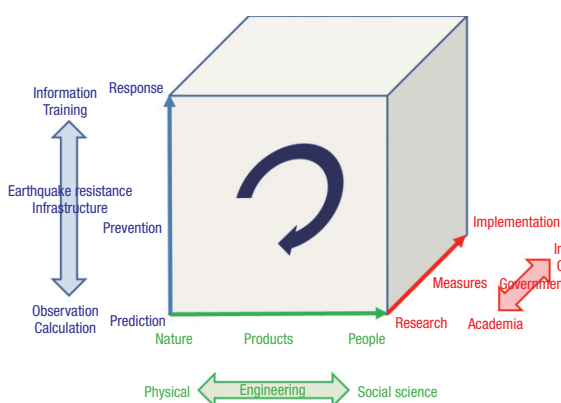 Response
Information
Training
Earthquake resistance
Infrastructure
Prevention
Observation
Calculation
Prediction
Nature
Products
People
Research
Measures
Implementation
Government
Academia
Physical
Engineering
Social science